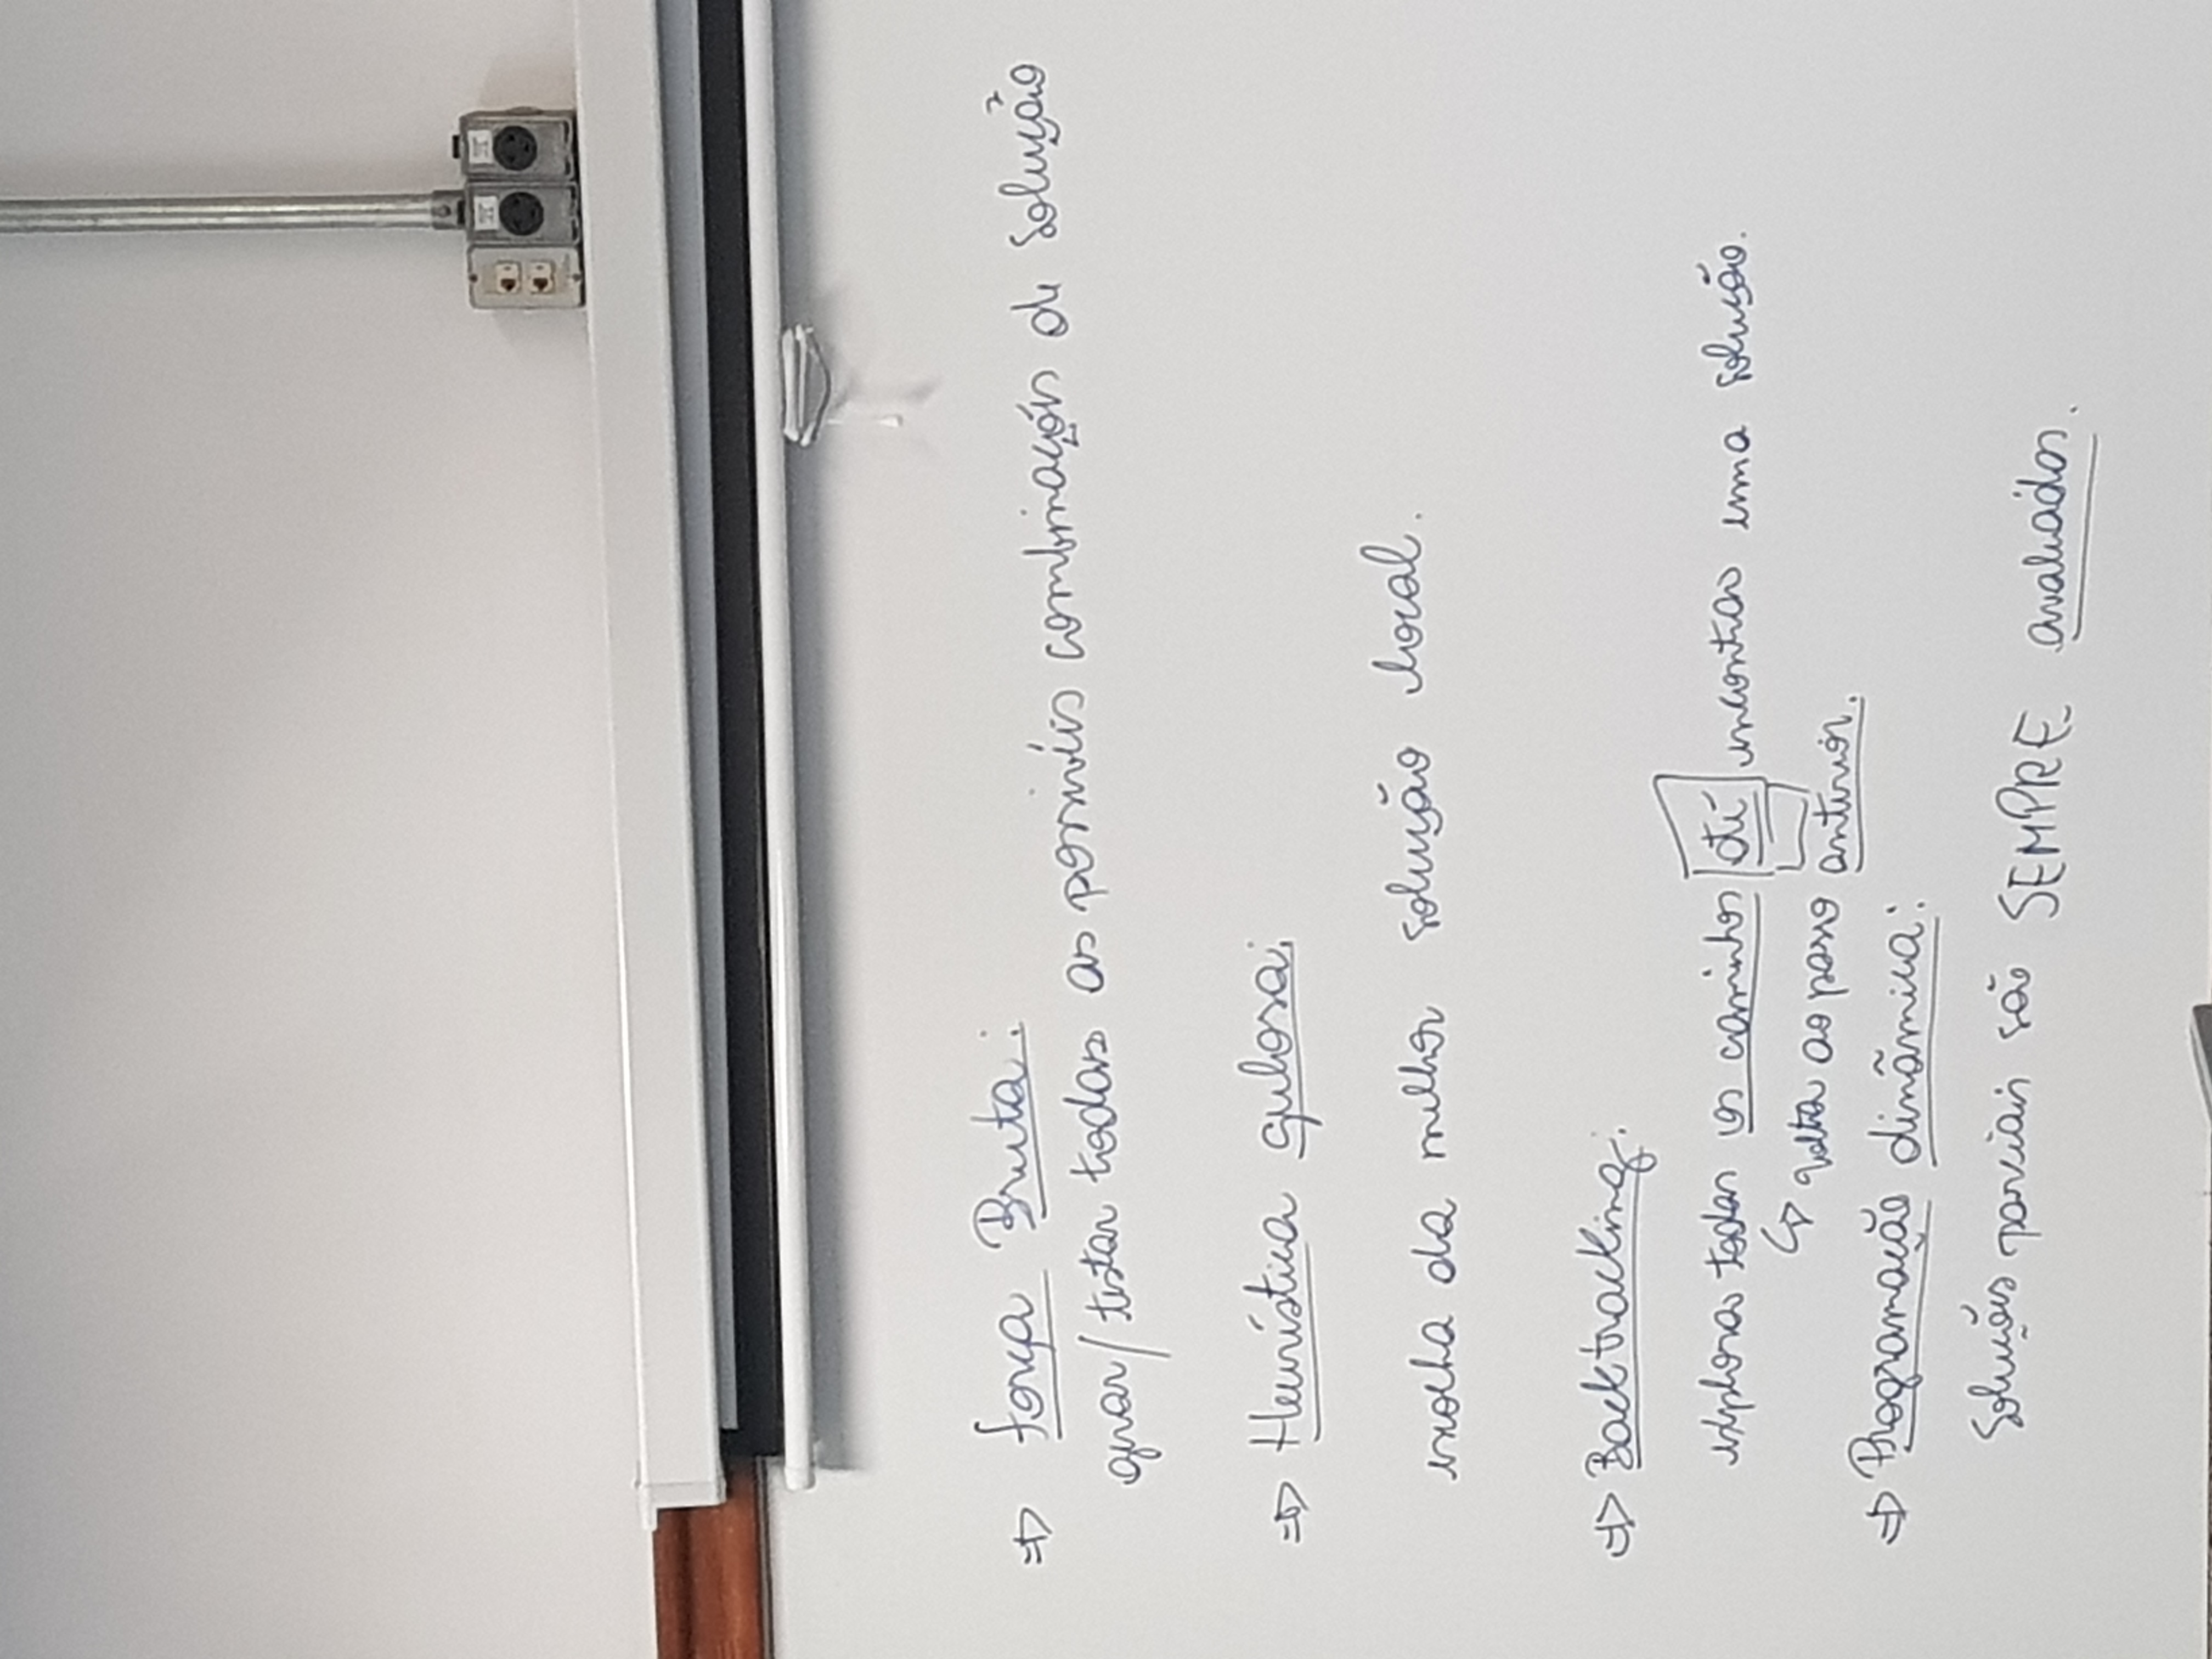 => Força Bruta:
gerar/testar todas as possíveis combinações de solução
=> Heurística gulosa:
escolha da melhor solução local.
=> Backtracking:
explorar todos os caminhos até encontrar uma solução.
↳ volta ao passo anterior.
=> Programação dinâmica:
Soluções parciais são SEMPRE avaliadas.